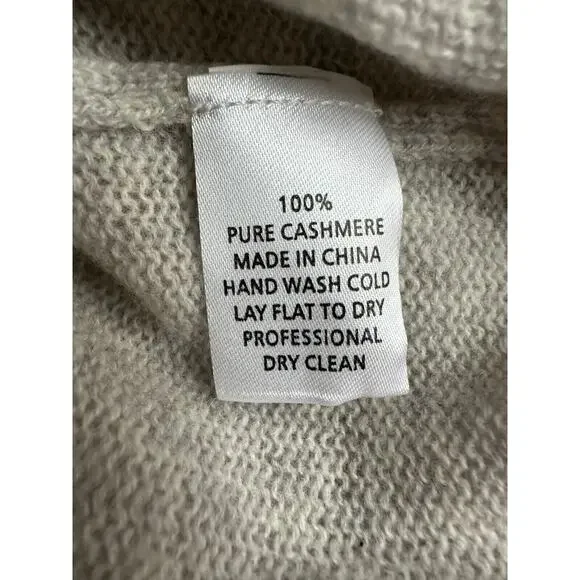 100%
PURE CASHMERE
MADE IN CHINA
HAND WASH COLD
LAY FLAT TO DRY
PROFESSIONAL
DRY CLEAN